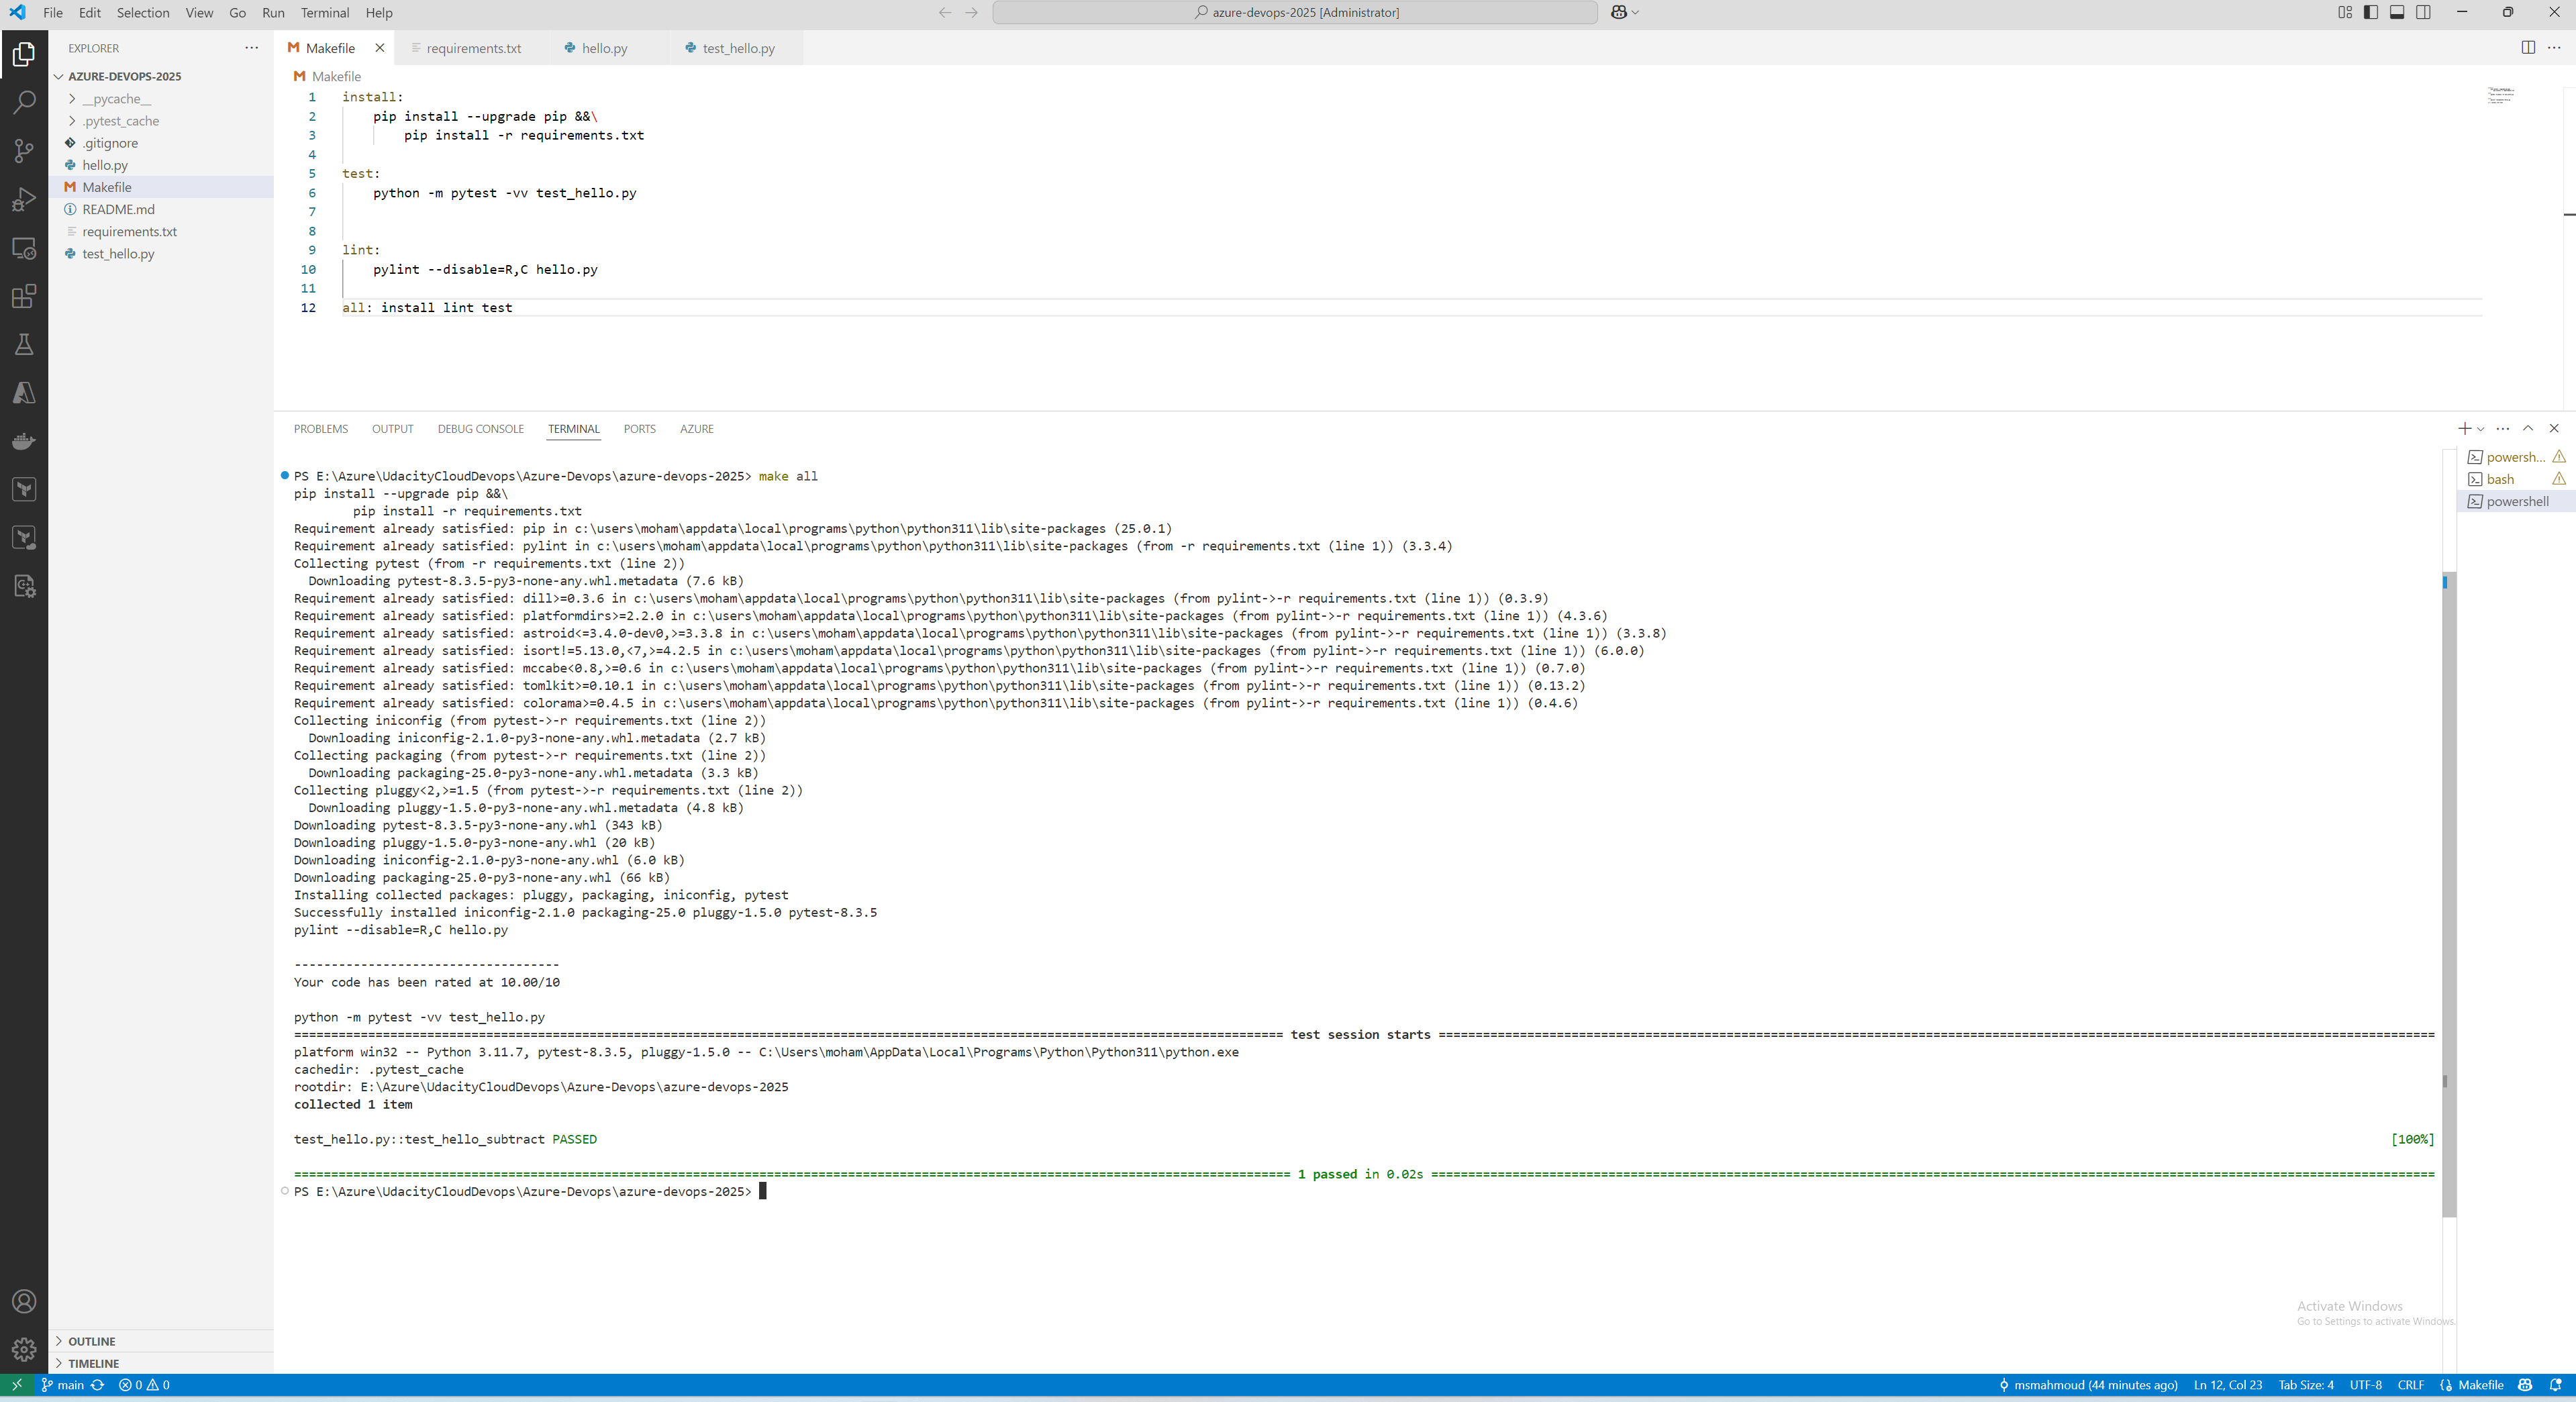 File Edit Selection View Go Run Terminal Help
azure-devops-2025 [Administrator]
EXPLORER
AZURE-DEVOPS-2025
__pycache__
.pytest_cache
.gitignore
hello.py
Makefile
README.md
requirements.txt
test_hello.py
OUTLINE
TIMELINE
Makefile requirements.txt hello.py test_hello.py
Makefile
1 install:
2 pip install --upgrade pip &&\
3 pip install -r requirements.txt
4
5 test:
6 python -m pytest -vv test_hello.py
7
8
9 lint:
10 pylint --disable=R,C hello.py
11
12 all: install lint test
PROBLEMS OUTPUT DEBUG CONSOLE TERMINAL PORTS AZURE
powersh...
bash
powershell
PS E:\Azure\UdacityCloudDevops\Azure-Devops\azure-devops-2025> make all
pip install --upgrade pip &&\
pip install -r requirements.txt
Requirement already satisfied: pip in c:\users\moham\appdata\local\programs\python\python311\lib\site-packages (25.0.1)
Requirement already satisfied: pylint in c:\users\moham\appdata\local\programs\python\python311\lib\site-packages (from -r requirements.txt (line 1)) (3.3.4)
Collecting pytest (from -r requirements.txt (line 2))
Downloading pytest-8.3.5-py3-none-any.whl.metadata (7.6 kB)
Requirement already satisfied: dill>=0.3.6 in c:\users\moham\appdata\local\programs\python\python311\lib\site-packages (from pylint->-r requirements.txt (line 1)) (0.3.9)
Requirement already satisfied: platformdirs>=2.2.0 in c:\users\moham\appdata\local\programs\python\python311\lib\site-packages (from pylint->-r requirements.txt (line 1)) (4.3.6)
Requirement already satisfied: astroid<=3.4.0-dev0,>=3.3.8 in c:\users\moham\appdata\local\programs\python\python311\lib\site-packages (from pylint->-r requirements.txt (line 1)) (3.3.8)
Requirement already satisfied: isort!=5.13.0,<7,>=4.2.5 in c:\users\moham\appdata\local\programs\python\python311\lib\site-packages (from pylint->-r requirements.txt (line 1)) (6.0.0)
Requirement already satisfied: mccabe<0.8,>=0.6 in c:\users\moham\appdata\local\programs\python\python311\lib\site-packages (from pylint->-r requirements.txt (line 1)) (0.7.0)
Requirement already satisfied: tomlkit>=0.10.1 in c:\users\moham\appdata\local\programs\python\python311\lib\site-packages (from pylint->-r requirements.txt (line 1)) (0.13.2)
Requirement already satisfied: colorama>=0.4.5 in c:\users\moham\appdata\local\programs\python\python311\lib\site-packages (from pylint->-r requirements.txt (line 1)) (0.4.6)
Collecting iniconfig (from pytest->-r requirements.txt (line 2))
Downloading iniconfig-2.1.0-py3-none-any.whl.metadata (2.7 kB)
Collecting packaging (from pytest->-r requirements.txt (line 2))
Downloading packaging-25.0-py3-none-any.whl.metadata (3.3 kB)
Collecting pluggy<2,>=1.5 (from pytest->-r requirements.txt (line 2))
Downloading pluggy-1.5.0-py3-none-any.whl.metadata (4.8 kB)
Downloading pytest-8.3.5-py3-none-any.whl (343 kB)
Downloading pluggy-1.5.0-py3-none-any.whl (20 kB)
Downloading iniconfig-2.1.0-py3-none-any.whl (6.0 kB)
Downloading packaging-25.0-py3-none-any.whl (66 kB)
Installing collected packages: pluggy, packaging, iniconfig, pytest
Successfully installed iniconfig-2.1.0 packaging-25.0 pluggy-1.5.0 pytest-8.3.5
pylint --disable=R,C hello.py
------------------------------------
Your code has been rated at 10.00/10
python -m pytest -vv test_hello.py
==================== test session starts ====================
platform win32 -- Python 3.11.7, pytest-8.3.5, pluggy-1.5.0 -- C:\Users\moham\AppData\Local\Programs\Python\Python311\python.exe
cachedir: .pytest_cache
rootdir: E:\Azure\UdacityCloudDevops\Azure-Devops\azure-devops-2025
collected 1 item
test_hello.py::test_hello_subtract PASSED [100%]
==================== 1 passed in 0.02s ====================
PS E:\Azure\UdacityCloudDevops\Azure-Devops\azure-devops-2025>
Activate Windows
Go to Settings to activate Windows.
main 0 0 msmahmoud (44 minutes ago) Ln 12, Col 23 Tab Size: 4 UTF-8 CRLF Makefile